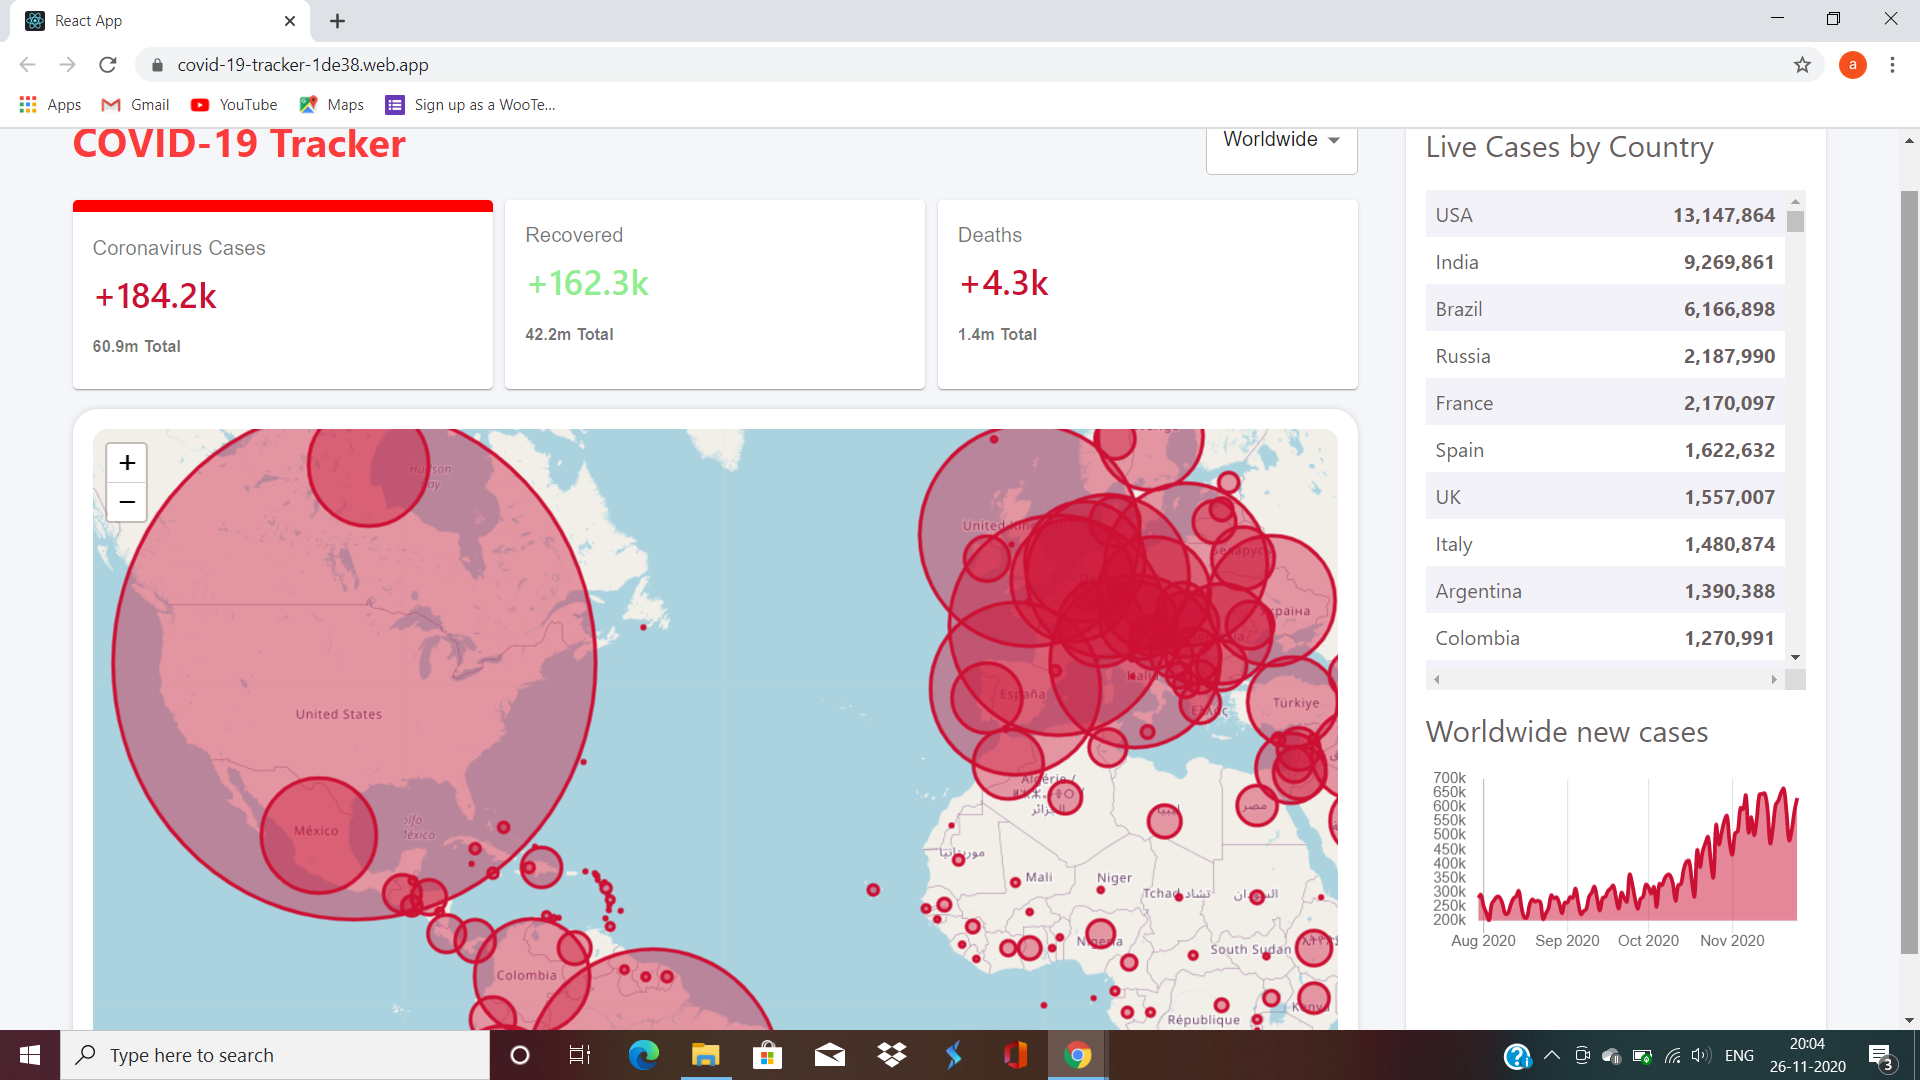 React App
covid-19-tracker-1de38.web.app
a
Apps
Gmail
YouTube
Maps
Sign up as a WooTe...
COVID-19 Tracker
Worldwide
Coronavirus Cases
+184.2k
60.9m Total
Recovered
+162.3k
42.2m Total
Deaths
+4.3k
1.4m Total
+
−
Hudson
Bay
United States
México
United Kingdom
España
Italia
Україна
Türkiye
Ελλάς
Algérie /
الجزائر
ليبيا
مصر
موريتانيا
Mali
Niger
Tchad تشاد
السودان
Nigeria
South Sudan
Colombia
République
Kenya
Live Cases by Country
USA 13,147,864
India 9,269,861
Brazil 6,166,898
Russia 2,187,990
France 2,170,097
Spain 1,622,632
UK 1,557,007
Italy 1,480,874
Argentina 1,390,388
Colombia 1,270,991
Worldwide new cases
700k
650k
600k
550k
500k
450k
400k
350k
300k
250k
200k
Aug 2020 Sep 2020 Oct 2020 Nov 2020
Type here to search
ENG
20:04
26-11-2020
3